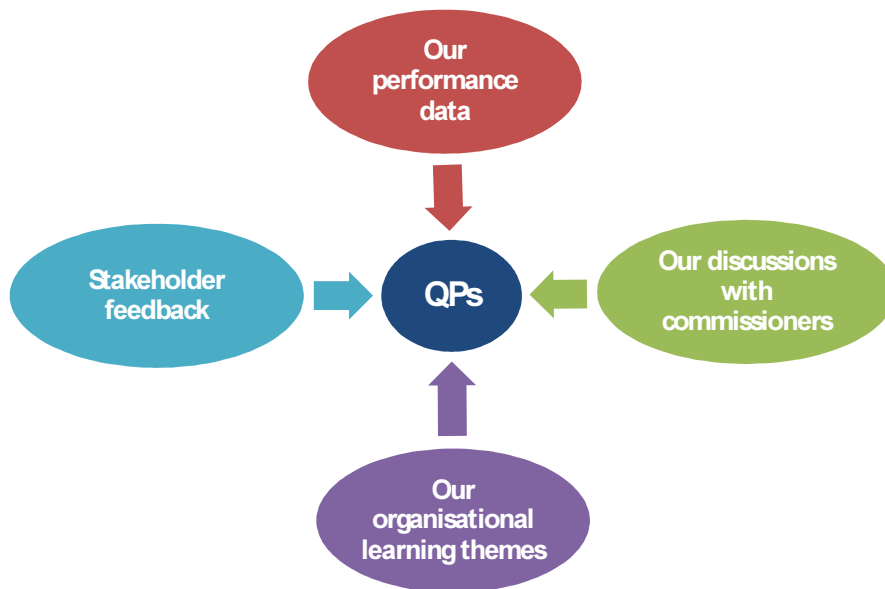 Our
performance
data
Stakeholder
feedback
QPs
Our discussions
with
commissioners
Our
organisational
learning themes